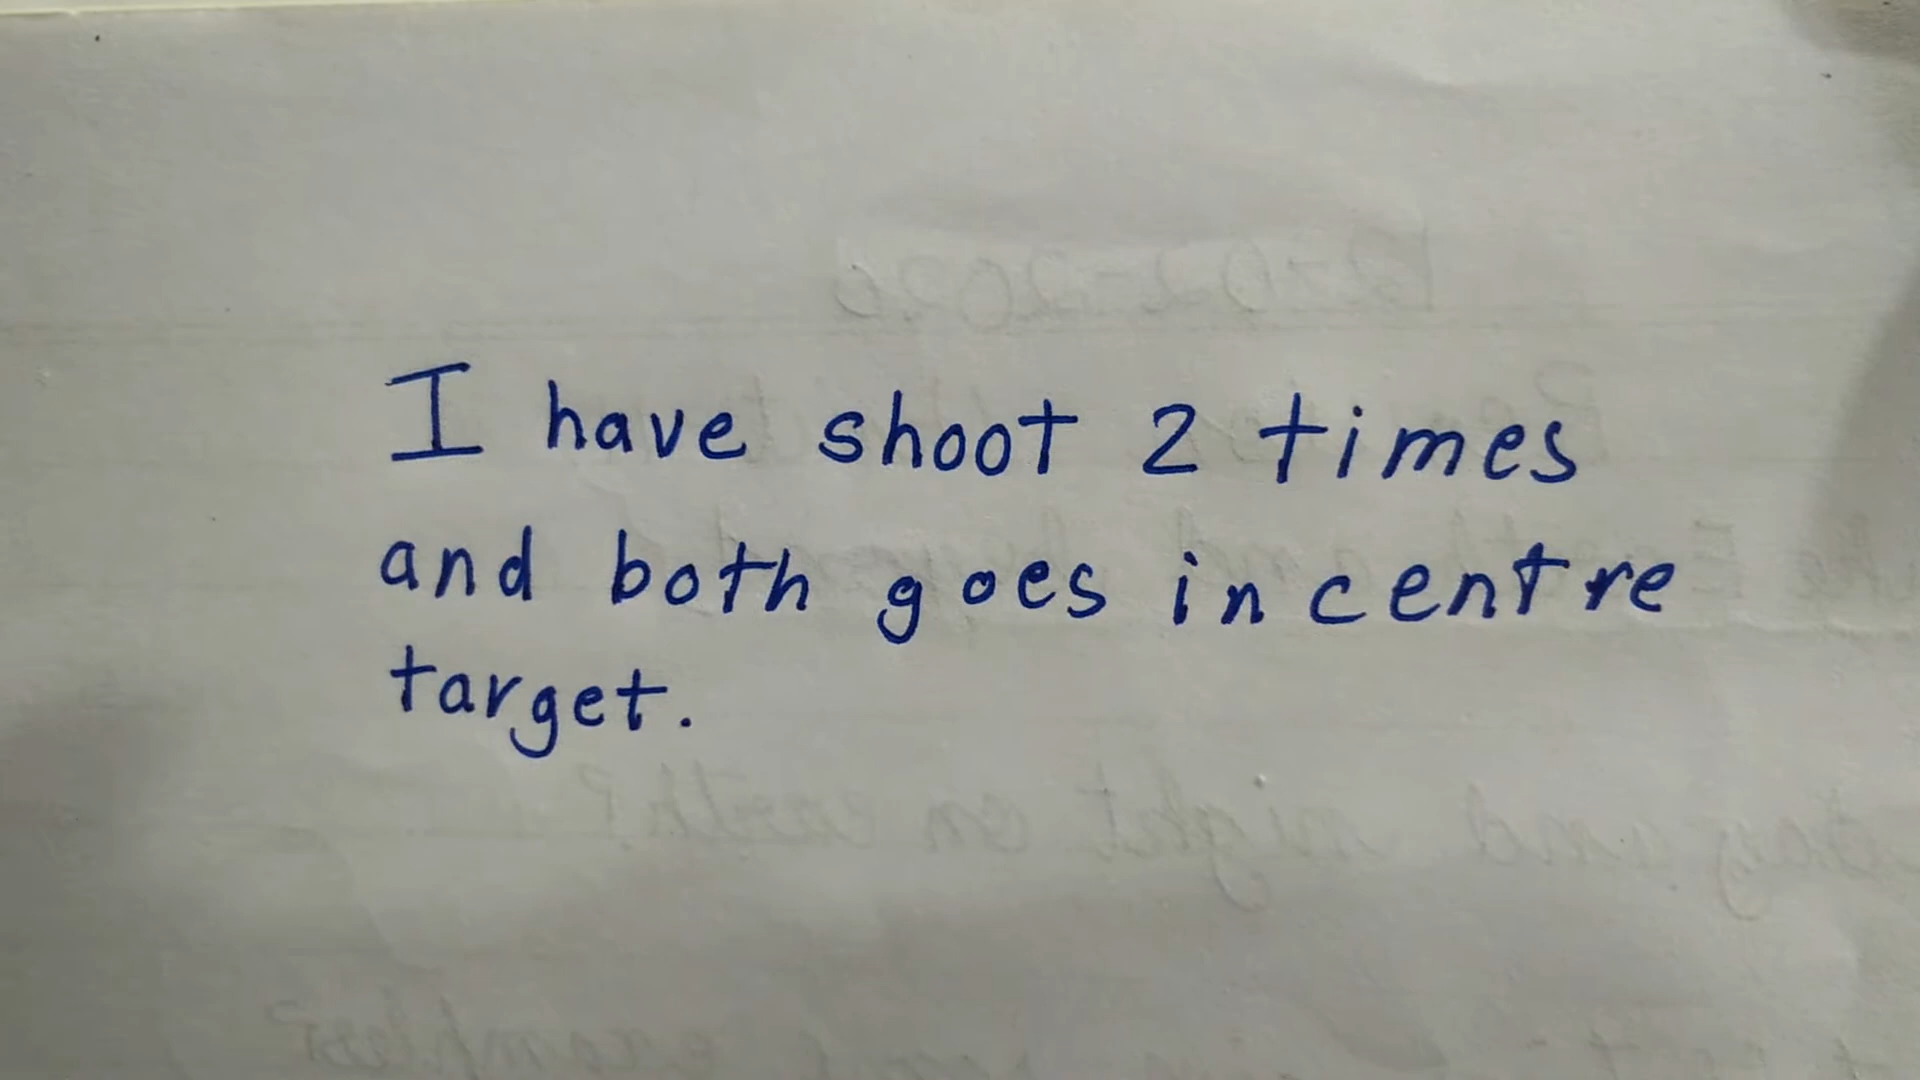 I have shoot 2 times
and both goes in centre
target.